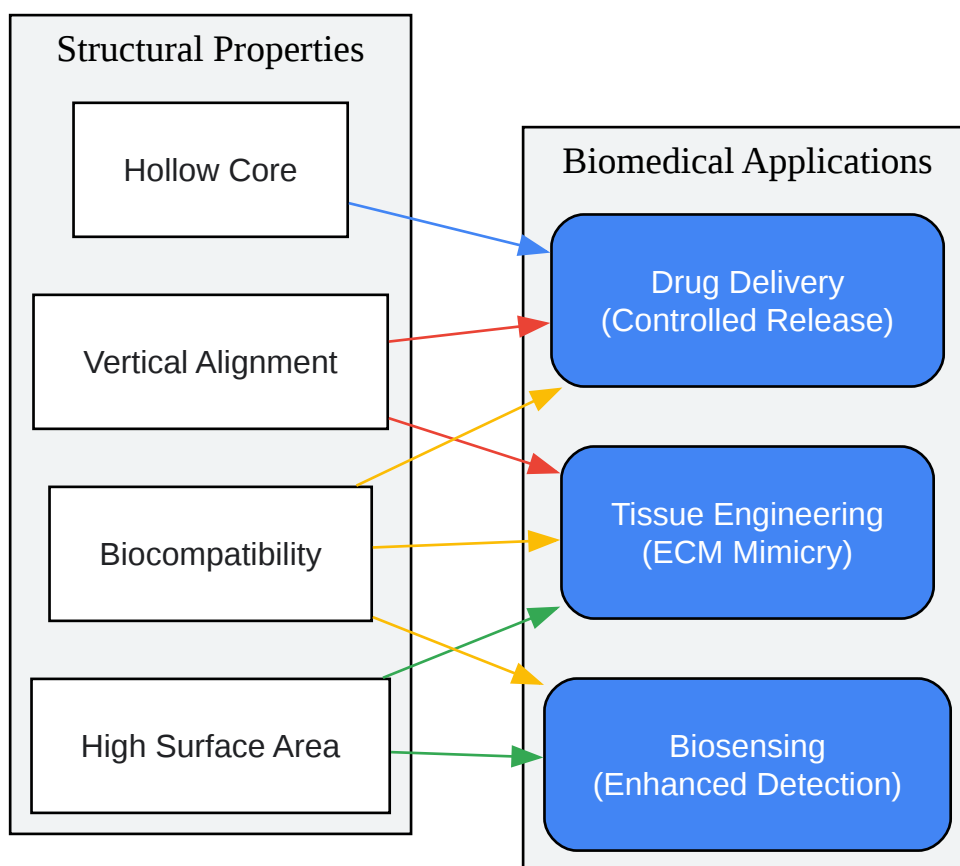 Structural Properties
Hollow Core
Vertical Alignment
Biocompatibility
High Surface Area
Biomedical Applications
Drug Delivery
(Controlled Release)
Tissue Engineering
(ECM Mimicry)
Biosensing
(Enhanced Detection)